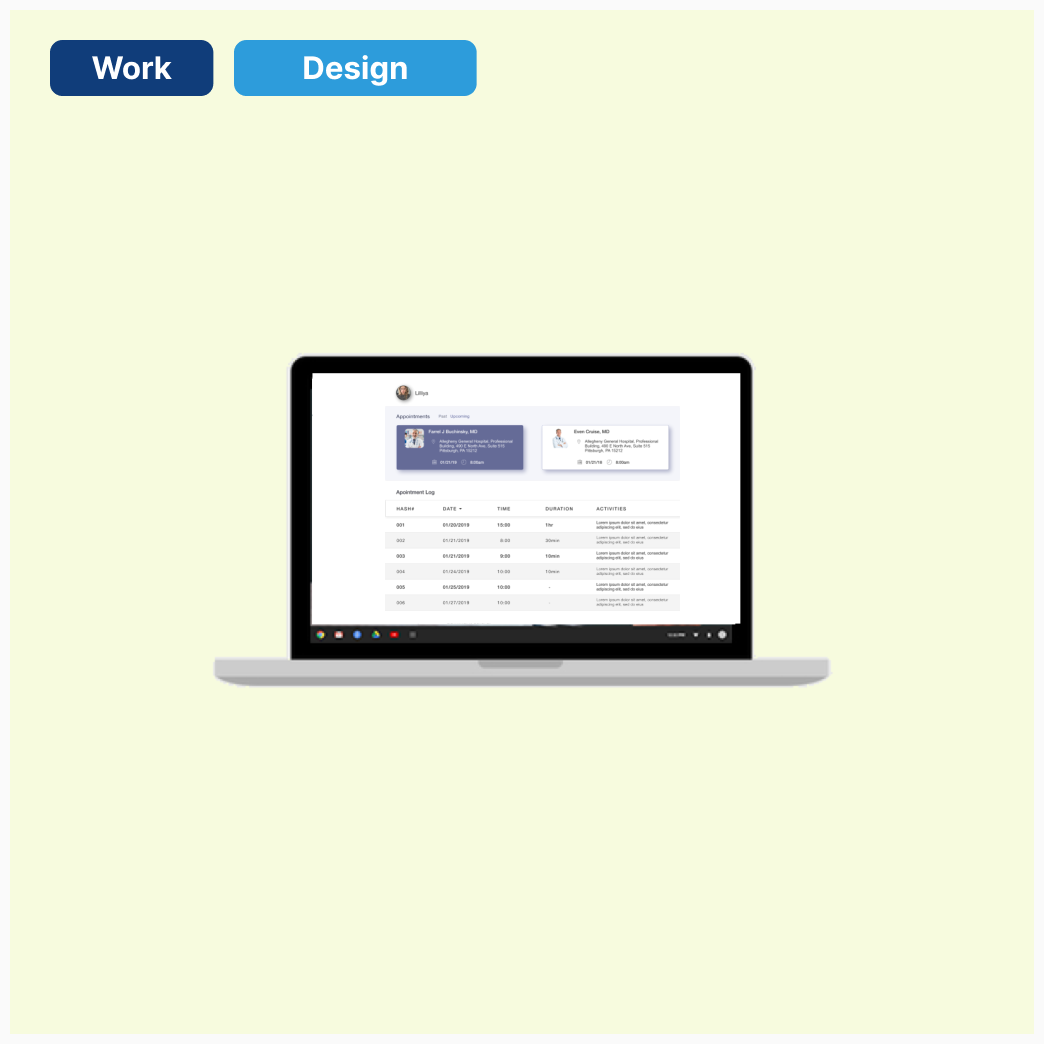 Work
Design
Lilliya
Appointments Past Upcoming
Farrel J Buchinsky, MD
Allegheny General Hospital, Professional
Building, 490 E North Ave, Suite 515
Pittsburgh, PA 15212
01/21/19 8:00am
Even Cruise, MD
Allegheny General Hospital, Professional
Building, 490 E North Ave, Suite 515
Pittsburgh, PA 15212
01/21/19 8:00am
Apointment Log
HASH# DATE TIME DURATION ACTIVITIES
001 01/20/2019 15:00 1hr Lorem ipsum dolor sit amet, consectetur
adipiscing elit, sed do eius
002 01/21/2019 8:00 30min Lorem ipsum dolor sit amet, consectetur
adipiscing elit, sed do eius
003 01/21/2019 9:00 10min Lorem ipsum dolor sit amet, consectetur
adipiscing elit, sed do eius
004 01/24/2019 10:00 10min Lorem ipsum dolor sit amet, consectetur
adipiscing elit, sed do eius
005 01/25/2019 10:00 - Lorem ipsum dolor sit amet, consectetur
adipiscing elit, sed do eius
006 01/27/2019 10:00 - Lorem ipsum dolor sit amet, consectetur
adipiscing elit, sed do eius